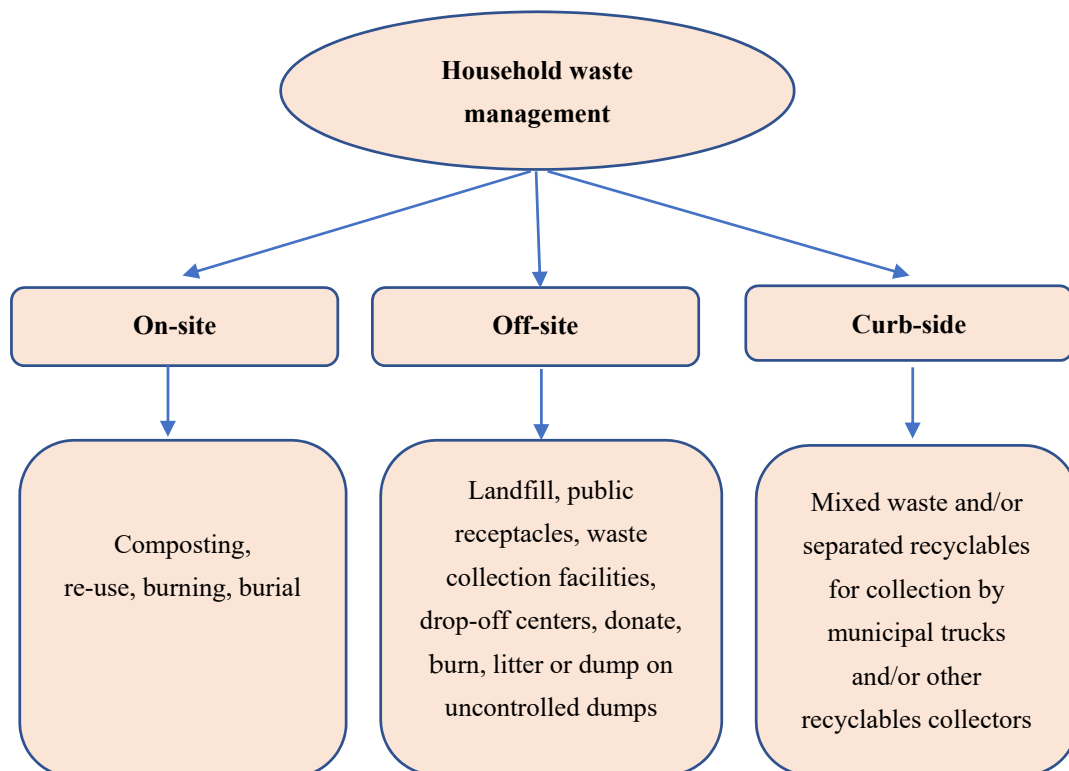 Household waste
management
On-site
Off-site
Curb-side
Composting,
re-use, burning, burial
Landfill, public
receptacles, waste
collection facilities,
drop-off centers, donate,
burn, litter or dump on
uncontrolled dumps
Mixed waste and/or
separated recyclables
for collection by
municipal trucks
and/or other
recyclables collectors